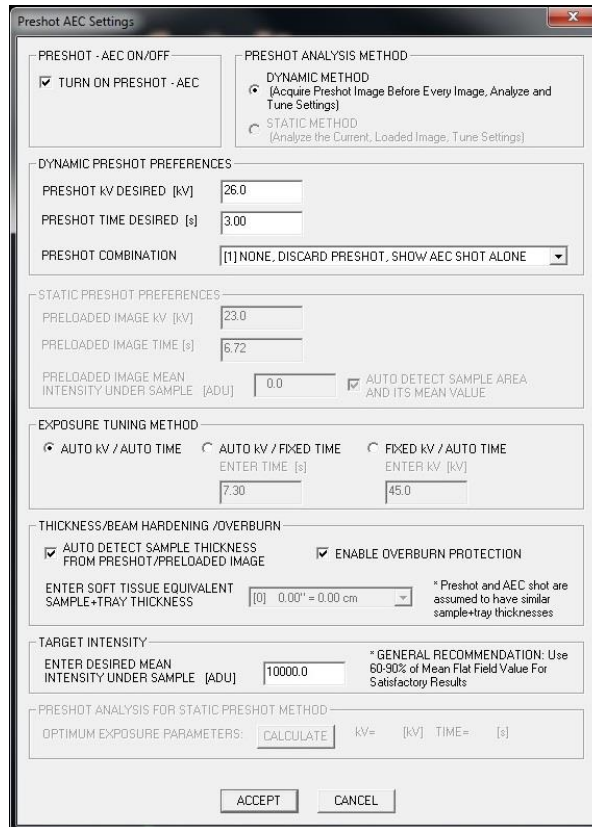 Preshot AEC Settings
PRESHOT - AEC ON/OFF
TURN ON PRESHOT - AEC
PRESHOT ANALYSIS METHOD
DYNAMIC METHOD
(Acquire Preshot Image Before Every Image, Analyze and
Tune Settings)
STATIC METHOD
(Analyze the Current, Loaded Image, Tune Settings)
DYNAMIC PRESHOT PREFERENCES
PRESHOT kV DESIRED [kV]
26.0
PRESHOT TIME DESIRED [s]
3.00
PRESHOT COMBINATION
[1] NONE, DISCARD PRESHOT, SHOW AEC SHOT ALONE
STATIC PRESHOT PREFERENCES
PRELOADED IMAGE kV [kV]
23.0
PRELOADED IMAGE TIME [s]
6.72
PRELOADED IMAGE MEAN
INTENSITY UNDER SAMPLE [ADU]
0.0
AUTO DETECT SAMPLE AREA
AND ITS MEAN VALUE
EXPOSURE TUNING METHOD
AUTO kV / AUTO TIME
AUTO kV / FIXED TIME
ENTER TIME [s]
7.30
FIXED kV / AUTO TIME
ENTER kV [kV]
45.0
THICKNESS/BEAM HARDENING /OVERBURN
AUTO DETECT SAMPLE THICKNESS
FROM PRESHOT/PRELOADED IMAGE
ENABLE OVERBURN PROTECTION
ENTER SOFT TISSUE EQUIVALENT
SAMPLE+TRAY THICKNESS
[0] 0.00" = 0.00 cm
* Preshot and AEC shot are
assumed to have similar
sample+tray thicknesses
TARGET INTENSITY
ENTER DESIRED MEAN
INTENSITY UNDER SAMPLE [ADU]
10000.0
* GENERAL RECOMMENDATION: Use
60-90% of Mean Flat Field Value For
Satisfactory Results
PRESHOT ANALYSIS FOR STATIC PRESHOT METHOD
OPTIMUM EXPOSURE PARAMETERS:
CALCULATE
kV= [kV] TIME= [s]
ACCEPT
CANCEL